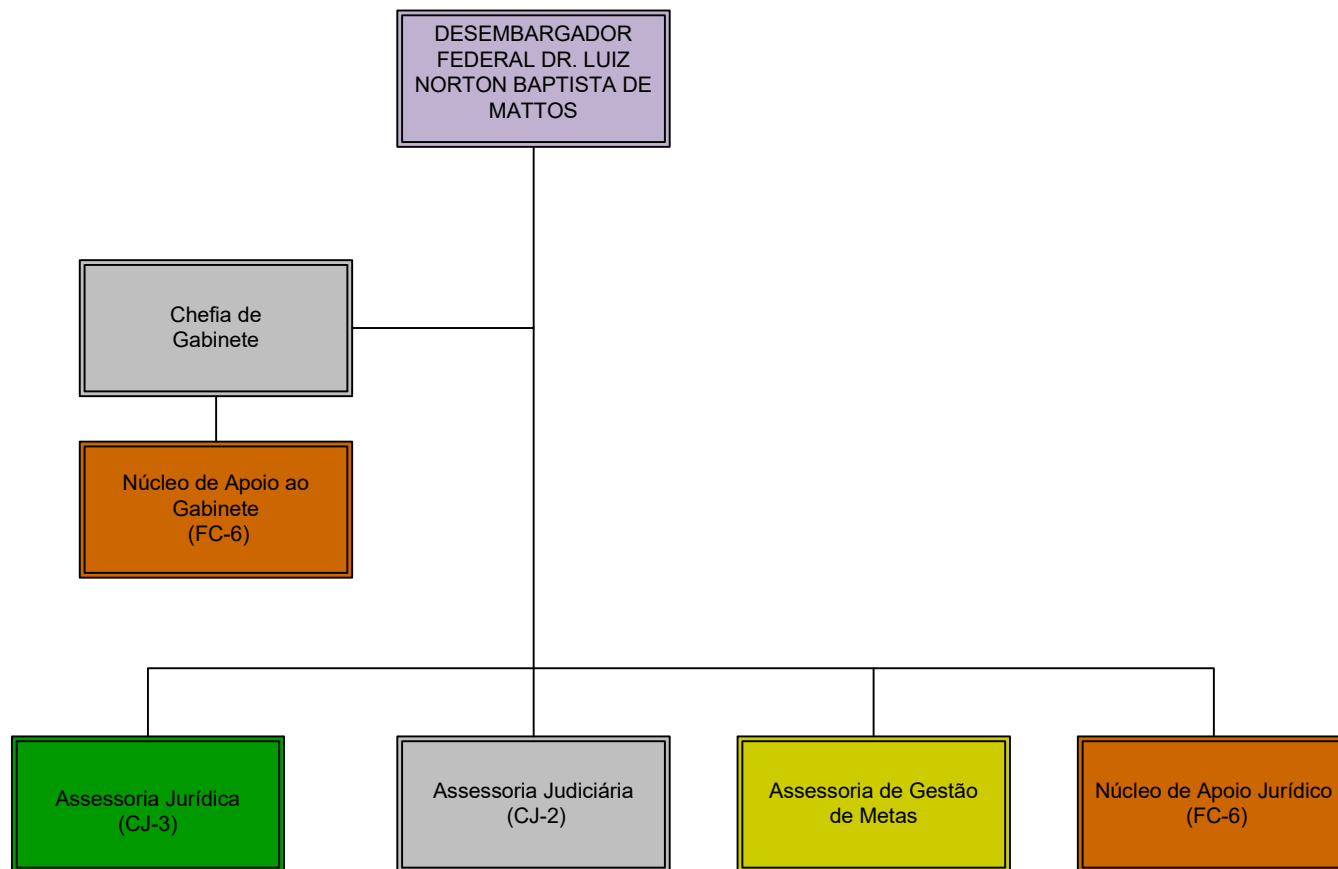 DESEMBARGADOR
FEDERAL DR. LUIZ
NORTON BAPTISTA DE
MATTOS
Chefia de
Gabinete
Núcleo de Apoio ao
Gabinete
(FC-6)
Assessoria Jurídica
(CJ-3)
Assessoria Judiciária
(CJ-2)
Assessoria de Gestão
de Metas
Núcleo de Apoio Jurídico
(FC-6)